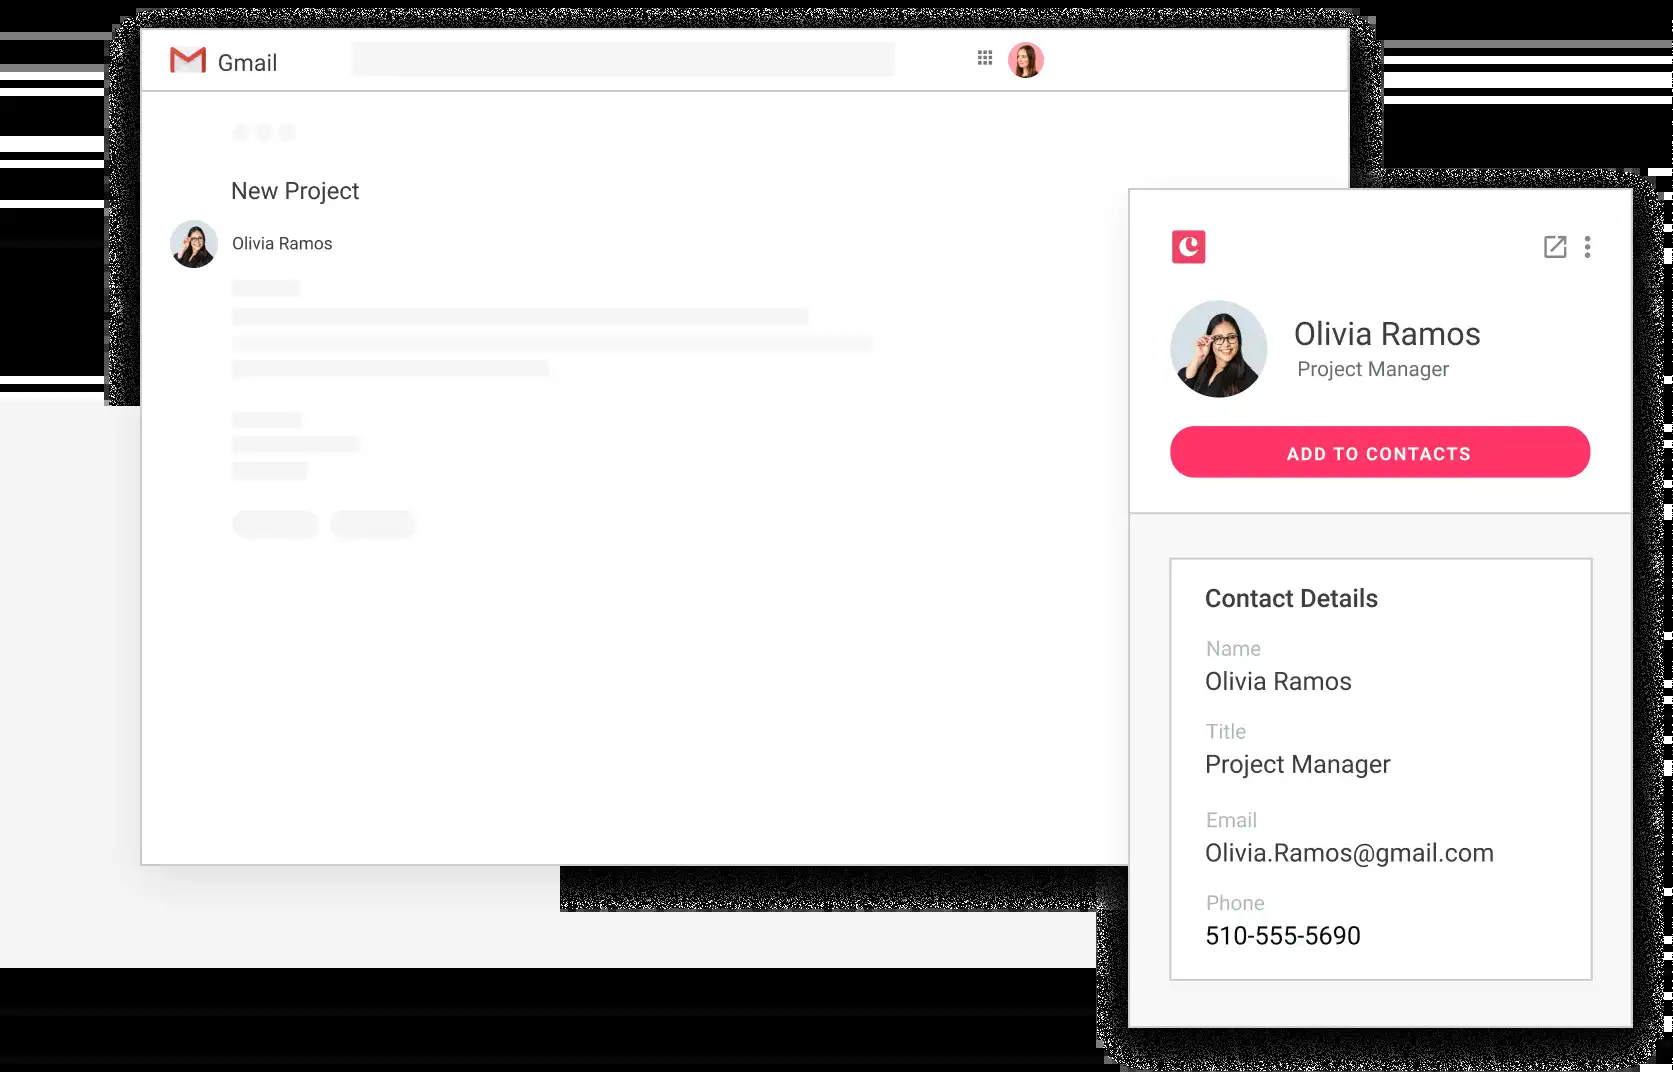 Gmail
New Project
Olivia Ramos
C
Olivia Ramos
Project Manager
ADD TO CONTACTS
Contact Details
Name
Olivia Ramos
Title
Project Manager
Email
Olivia.Ramos@gmail.com
Phone
510-555-5690